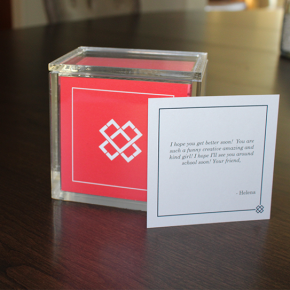 I hope you get better soon! You are
such a funny creative amazing and
kind girl! I hope I'll see you around
school soon! Your friend,
- Helena